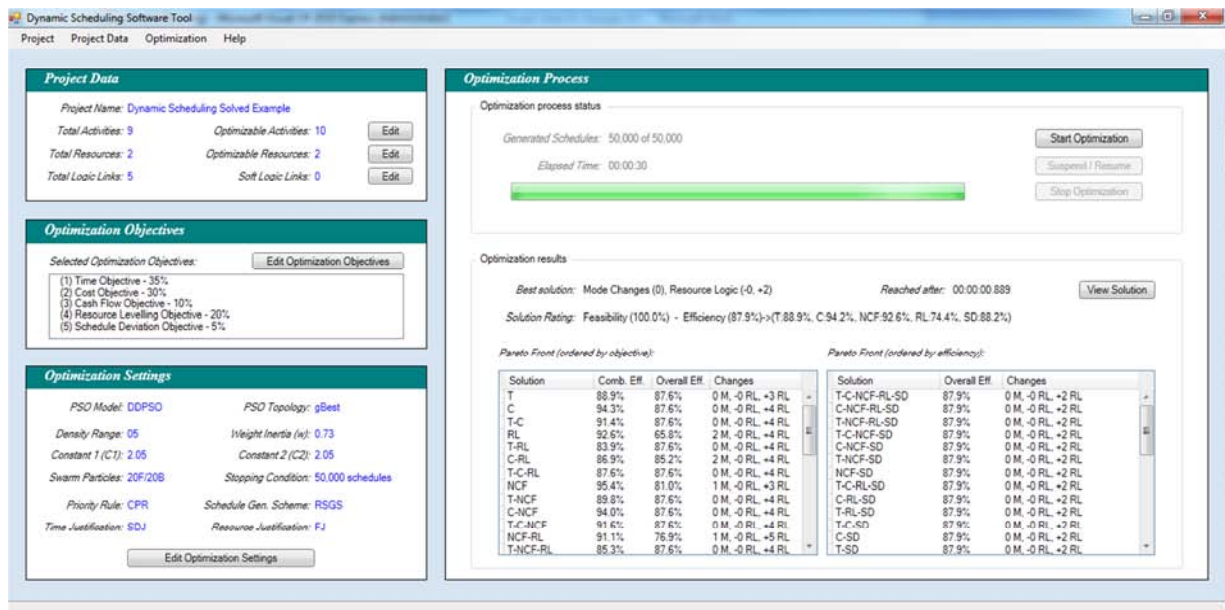 Dynamic Scheduling Software Tool
Project Project Data Optimization Help
Project Data
Project Name: Dynamic Scheduling Solved Example
Total Activities: 9 Optimizable Activities: 10 Edit
Total Resources: 2 Optimizable Resources: 2 Edit
Total Logic Links: 5 Soft Logic Links: 0 Edit
Optimization Objectives
Selected Optimization Objectives: Edit Optimization Objectives
(1) Time Objective - 35%
(2) Cost Objective - 30%
(3) Cash Flow Objective - 10%
(4) Resource Levelling Objective - 20%
(5) Schedule Deviation Objective - 5%
Optimization Settings
PSO Model: DDPSO PSO Topology: gBest
Density Range: 05 Weight Inertia (w): 0.73
Constant 1 (C1): 2.05 Constant 2 (C2): 2.05
Swarm Particles: 20F/20B Stopping Condition: 50,000 schedules
Priority Rule: CPR Schedule Gen. Scheme: RSGS
Time Justification: SDJ Resource Justification: FJ
Edit Optimization Settings
Optimization Process
Optimization process status
Generated Schedules: 50,000 of 50,000 Start Optimization
Elapsed Time: 00:00:30 Suspend / Resume
Stop Optimization
Optimization results
Best solution: Mode Changes (0), Resource Logic (-0, +2) Reached after: 00:00:00.889 View Solution
Solution Rating: Feasibility (100.0%) - Efficiency (87.9%)->(T:88.9%, C:94.2%, NCF:92.6%, RL:74.4%, SD:88.2%)
Pareto Front (ordered by objective):
Solution Comb. Eff. Overall Eff. Changes
T 88.9% 87.6% 0 M, -0 RL, +3 RL
C 94.3% 87.6% 0 M, -0 RL, +4 RL
T-C 91.4% 87.6% 0 M, -0 RL, +4 RL
RL 92.6% 65.8% 2 M, -0 RL, +4 RL
T-RL 83.9% 87.6% 0 M, -0 RL, +4 RL
C-RL 86.9% 85.2% 2 M, -0 RL, +4 RL
T-C-RL 87.6% 87.6% 0 M, -0 RL, +4 RL
NCF 95.4% 81.0% 1 M, -0 RL, +3 RL
T-NCF 89.8% 87.6% 0 M, -0 RL, +4 RL
C-NCF 94.0% 87.6% 0 M, -0 RL, +4 RL
T-C-NCF 91.6% 87.6% 0 M, -0 RL, +4 RL
NCF-RL 91.1% 76.9% 1 M, -0 RL, +5 RL
T-NCF-RL 85.3% 87.6% 0 M, -0 RL, +4 RL
Pareto Front (ordered by efficiency):
Solution Overall Eff. Changes
T-C-NCF-RL-SD 87.9% 0 M, -0 RL, +2 RL
C-NCF-RL-SD 87.9% 0 M, -0 RL, +2 RL
T-NCF-RL-SD 87.9% 0 M, -0 RL, +2 RL
T-C-NCF-SD 87.9% 0 M, -0 RL, +2 RL
C-NCF-SD 87.9% 0 M, -0 RL, +2 RL
T-NCF-SD 87.9% 0 M, -0 RL, +2 RL
NCF-SD 87.9% 0 M, -0 RL, +2 RL
T-C-RL-SD 87.9% 0 M, -0 RL, +2 RL
C-RL-SD 87.9% 0 M, -0 RL, +2 RL
T-RL-SD 87.9% 0 M, -0 RL, +2 RL
T-C-SD 87.9% 0 M, -0 RL, +2 RL
C-SD 87.9% 0 M, -0 RL, +2 RL
T-SD 87.9% 0 M, -0 RL, +2 RL